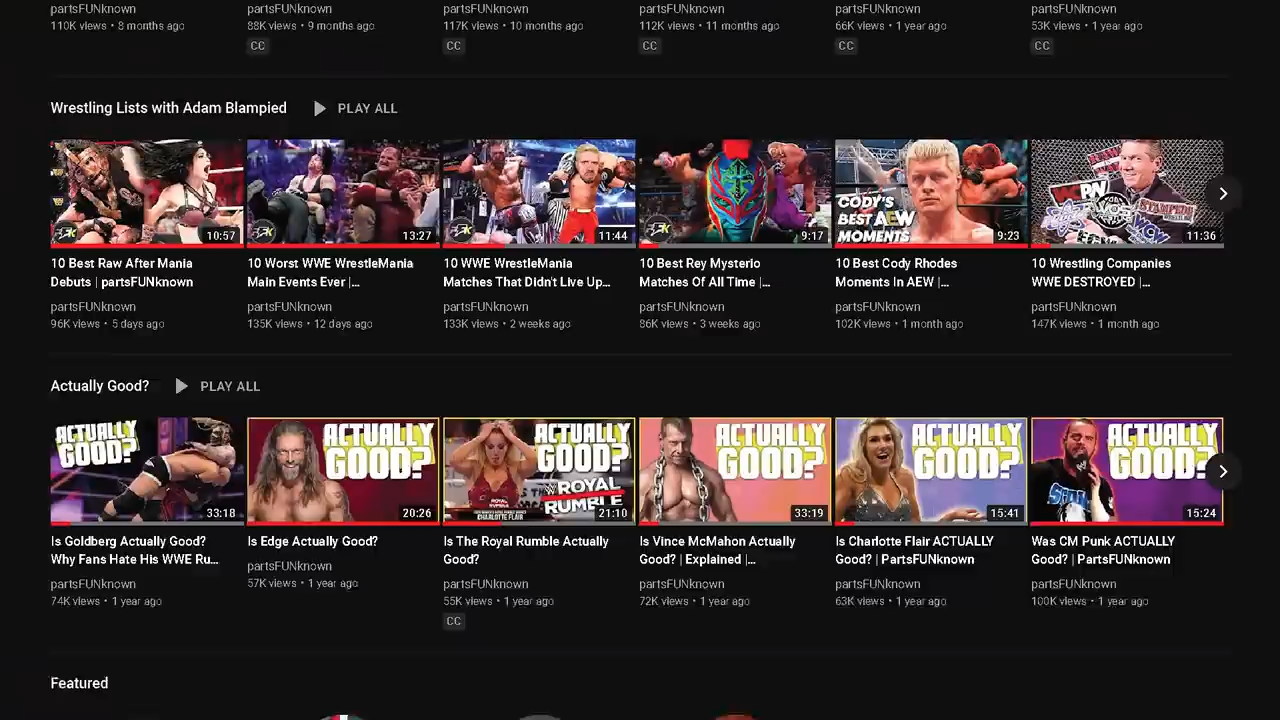 partsFUNknown partsFUNknown partsFUNknown partsFUNknown partsFUNknown partsFUNknown
110K views • 8 months ago 88K views • 9 months ago 117K views • 10 months ago 112K views • 11 months ago 66K views • 1 year ago 53K views • 1 year ago
CC CC CC CC CC
Wrestling Lists with Adam Blampied PLAY ALL
CODY'S
BEST AEW
MOMENTS
STAMPEDE
WCW
10:57 13:27 11:44 9:17 9:23 11:36
10 Best Raw After Mania 10 Worst WWE WrestleMania 10 WWE WrestleMania 10 Best Rey Mysterio 10 Best Cody Rhodes 10 Wrestling Companies
Debuts | partsFUNknown Main Events Ever |... Matches That Didn't Live Up... Matches Of All Time |... Moments In AEW |... WWE DESTROYED |...
partsFUNknown partsFUNknown partsFUNknown partsFUNknown partsFUNknown partsFUNknown
96K views • 5 days ago 135K views • 12 days ago 133K views • 2 weeks ago 86K views • 3 weeks ago 102K views • 1 month ago 147K views • 1 month ago
Actually Good? PLAY ALL
ACTUALLY ACTUALLY ACTUALLY ACTUALLY ACTUALLY ACTUALLY
GOOD? GOOD? GOOD? GOOD? GOOD? GOOD?
ROYAL
RUMBLE
CHARLOTTE FLAIR
33:18 20:26 21:10 33:19 15:41 15:24
Is Goldberg Actually Good? Is Edge Actually Good? Is The Royal Rumble Actually Is Vince McMahon Actually Is Charlotte Flair ACTUALLY Was CM Punk ACTUALLY
Why Fans Hate His WWE Ru... Good? Good? | Explained |... Good? | PartsFUNknown Good? | PartsFUNknown
partsFUNknown partsFUNknown partsFUNknown partsFUNknown partsFUNknown partsFUNknown
74K views • 1 year ago 57K views • 1 year ago 55K views • 1 year ago 72K views • 1 year ago 63K views • 1 year ago 100K views • 1 year ago
CC
Featured